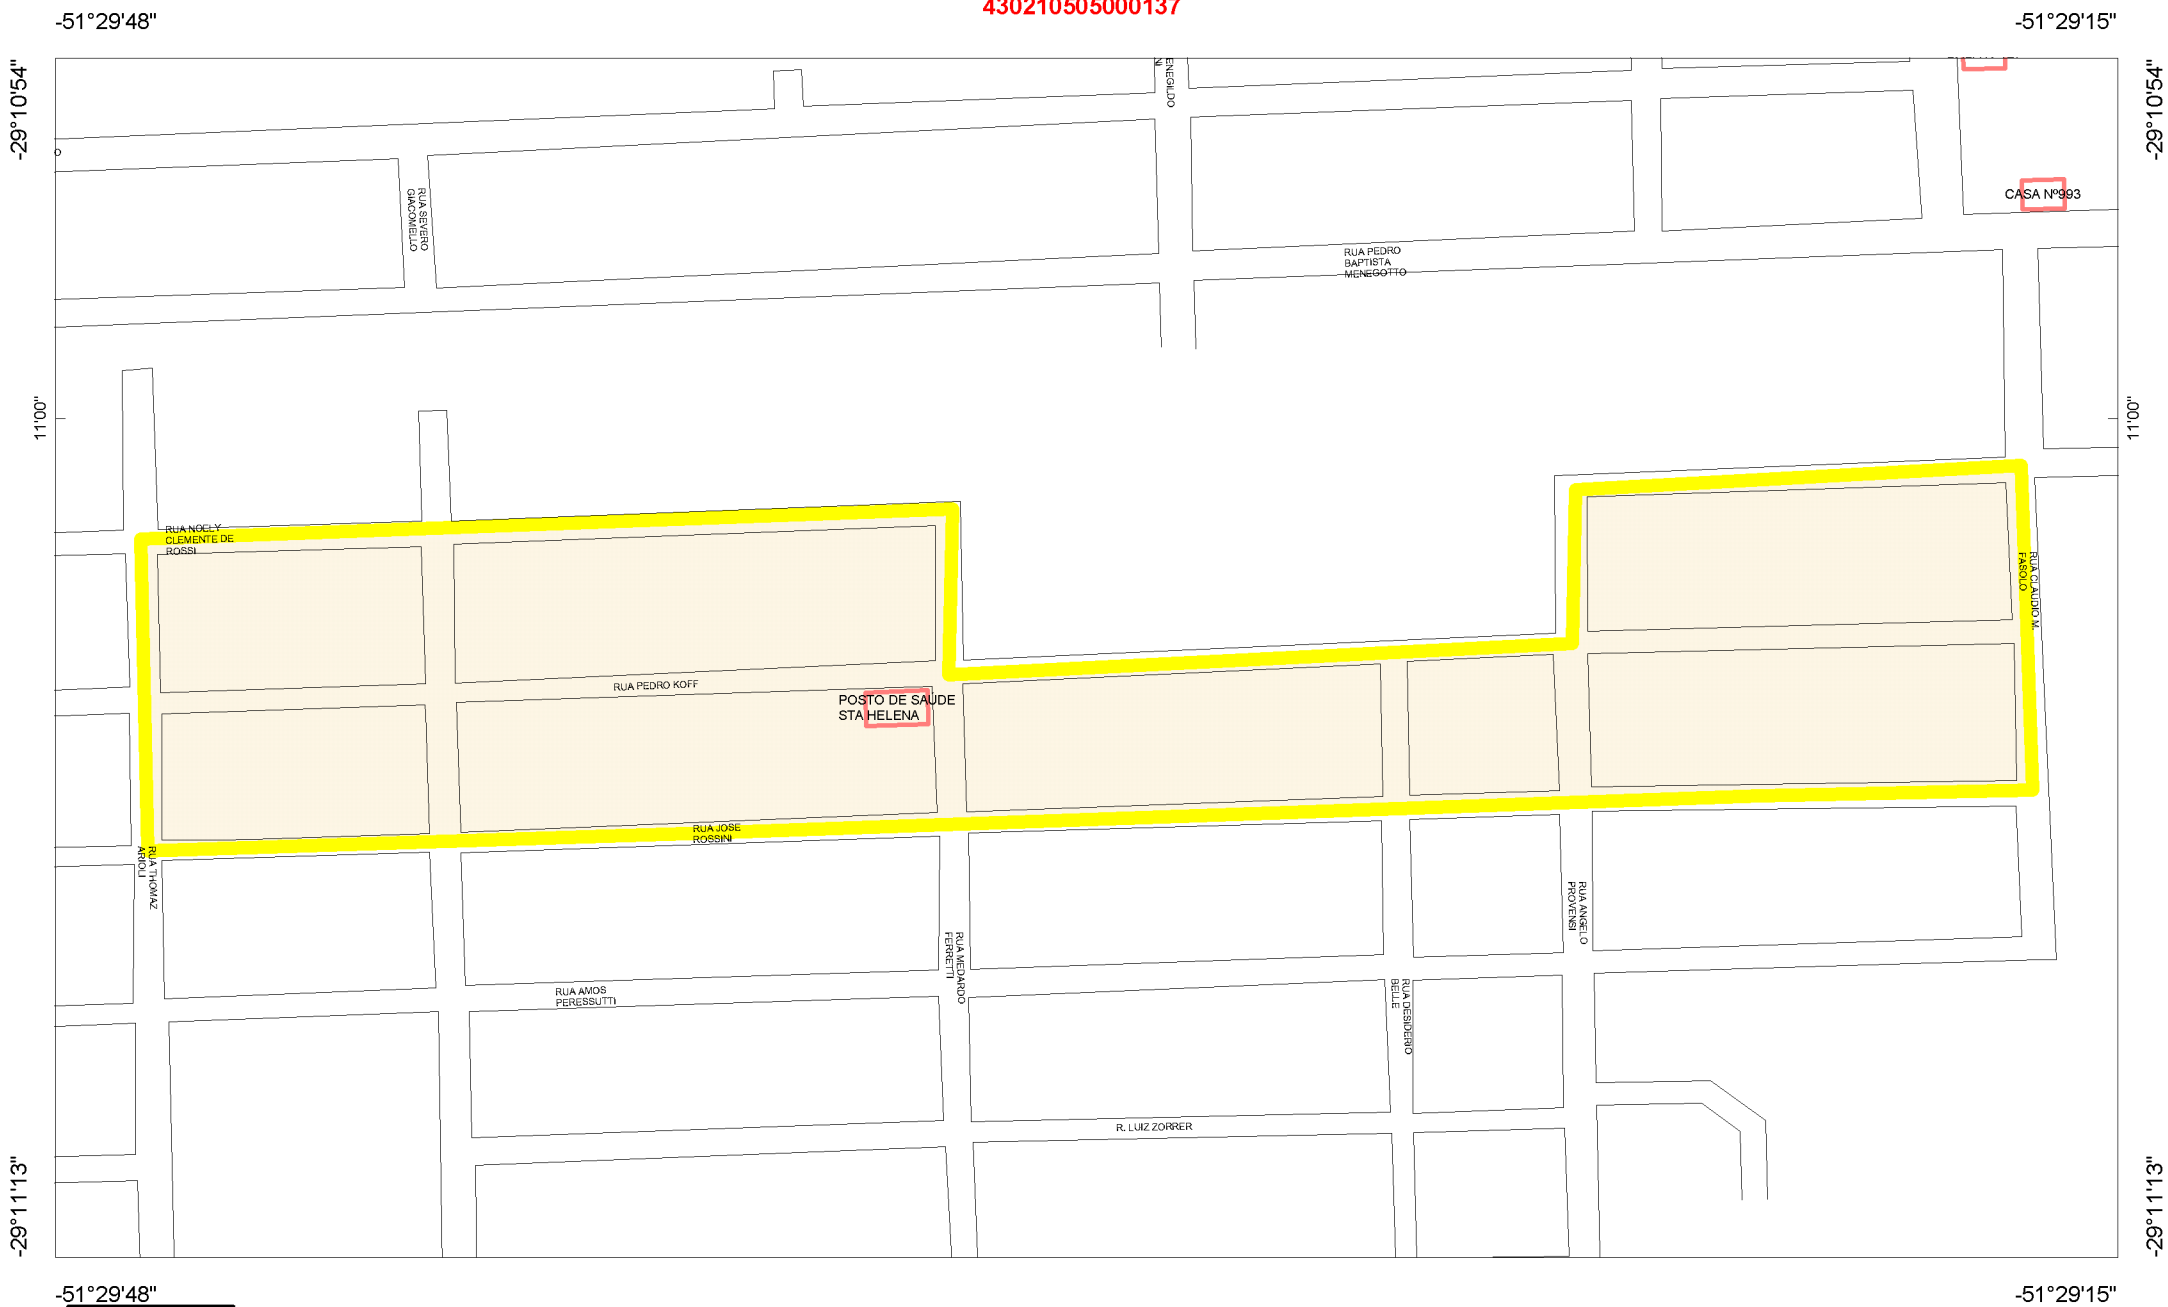 430210505000137
-51°29'48"
-51°29'15"
-29°10'54"
-29°10'54"
ENEGILDO
NI
CASA Nº993
RUA SEVERO
GIACOMELLO
RUA PEDRO
BAPTISTA
MENEGOTTO
11'00"
11'00"
RUA NOELY
CLEMENTE DE
ROSSI
RUA CLAUDIO M.
FASOLO
RUA PEDRO KOFF
POSTO DE SAÚDE
STA HELENA
RUA JOSE
ROSSINI
RUA THOMAZ
ARIOLI
RUA ANGELO
PROVENSI
RUA MEDARDO
FERRETTI
RUA AMOS
PERESSUTTI
RUA DESIDERIO
BELLE
R. LUIZ ZORRER
-29°11'13"
-29°11'13"
-51°29'48"
-51°29'15"